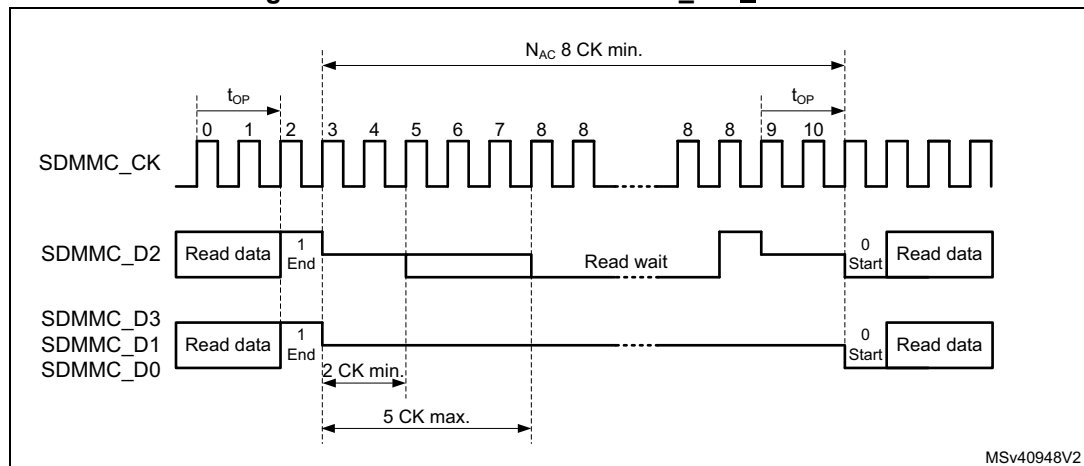 N_AC 8 CK min.
t_OP t_OP
0 1 2 3 4 5 6 7 8 8 8 8 9 10
SDMMC_CK
SDMMC_D2 Read data 1 End Read wait 0 Start Read data
SDMMC_D3
SDMMC_D1 Read data 1 End 0 Start Read data
SDMMC_D0
2 CK min.
5 CK max.
MSv40948V2